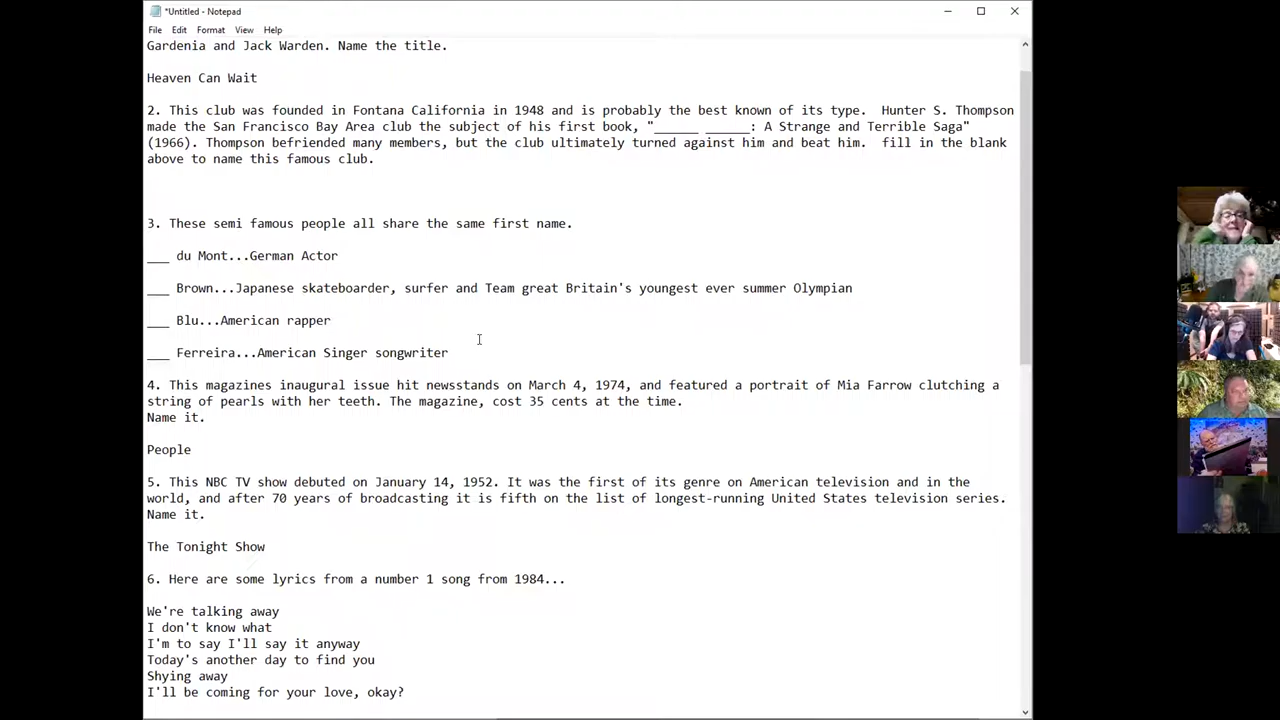 *Untitled - Notepad
File Edit Format View Help
Gardenia and Jack Warden. Name the title.
Heaven Can Wait
2. This club was founded in Fontana California in 1948 and is probably the best known of its type.  Hunter S. Thompson
made the San Francisco Bay Area club the subject of his first book, "______ ______: A Strange and Terrible Saga"
(1966). Thompson befriended many members, but the club ultimately turned against him and beat him.  fill in the blank
above to name this famous club.
3. These semi famous people all share the same first name.
___ du Mont...German Actor
___ Brown...Japanese skateboarder, surfer and Team great Britain's youngest ever summer Olympian
___ Blu...American rapper
___ Ferreira...American Singer songwriter
4. This magazines inaugural issue hit newsstands on March 4, 1974, and featured a portrait of Mia Farrow clutching a
string of pearls with her teeth. The magazine, cost 35 cents at the time.
Name it.
People
5. This NBC TV show debuted on January 14, 1952. It was the first of its genre on American television and in the
world, and after 70 years of broadcasting it is fifth on the list of longest-running United States television series.
Name it.
The Tonight Show
6. Here are some lyrics from a number 1 song from 1984...
We're talking away
I don't know what
I'm to say I'll say it anyway
Today's another day to find you
Shying away
I'll be coming for your love, okay?